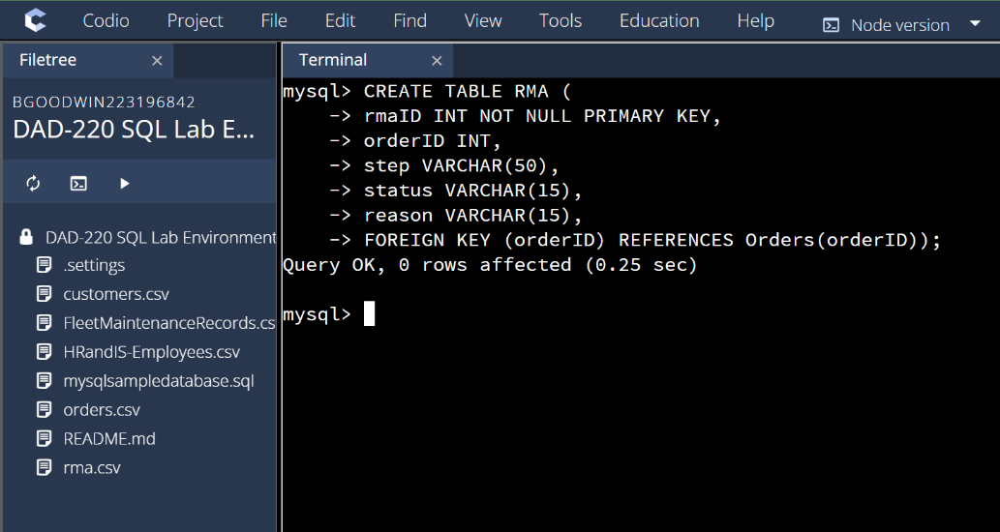 Codio Project File Edit Find View Tools Education Help Node version
Filetree ×
Terminal ×
BGOODWIN223196842
DAD-220 SQL Lab E...
DAD-220 SQL Lab Environment
.settings
customers.csv
FleetMaintenanceRecords.cs
HRandIS-Employees.csv
mysqlsampledatabase.sql
orders.csv
README.md
rma.csv
mysql> CREATE TABLE RMA (
-> rmaID INT NOT NULL PRIMARY KEY,
-> orderID INT,
-> step VARCHAR(50),
-> status VARCHAR(15),
-> reason VARCHAR(15),
-> FOREIGN KEY (orderID) REFERENCES Orders(orderID));
Query OK, 0 rows affected (0.25 sec)
mysql>